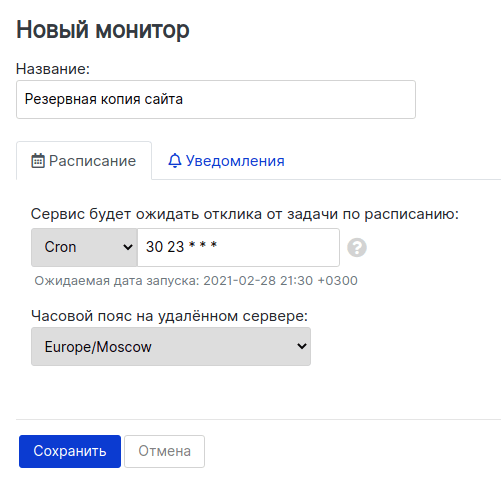 Новый монитор
Название:
Резервная копия сайта
Расписание Уведомления
Сервис будет ожидать отклика от задачи по расписанию:
Cron 30 23 * * * ?
Ожидаемая дата запуска: 2021-02-28 21:30 +0300
Часовой пояс на удалённом сервере:
Europe/Moscow
Сохранить Отмена